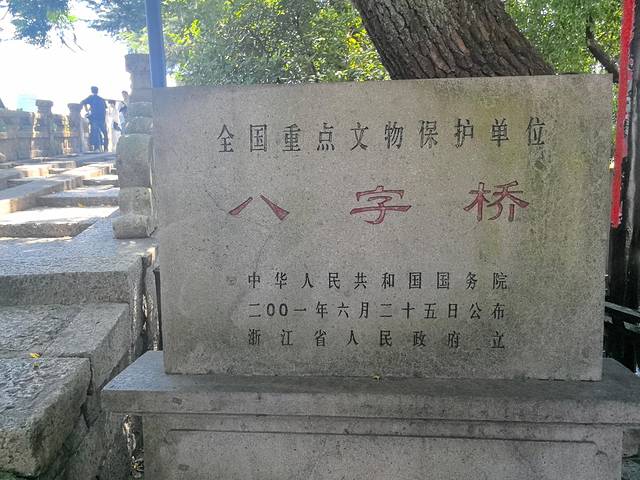 全国重点文物保护单位
八字桥
中华人民共和国国务院
二00一年六月二十五日公布
浙江省人民政府 立